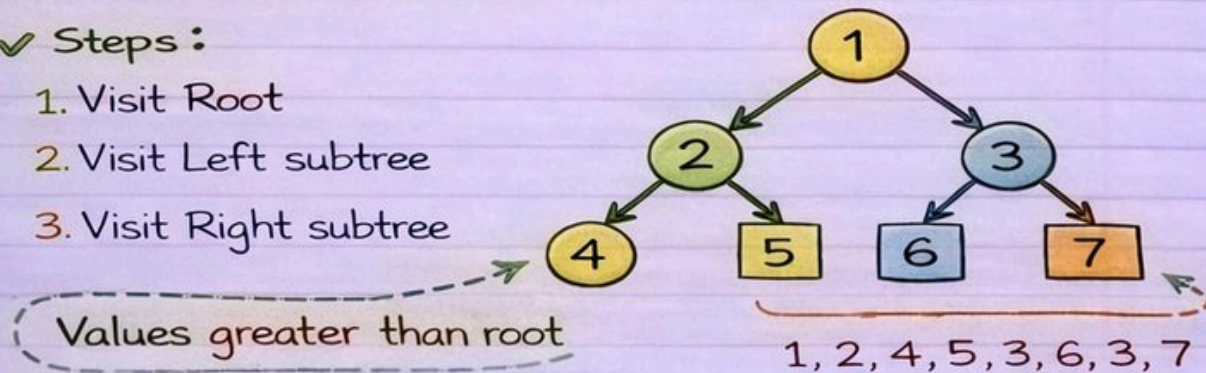 ✓ Steps:
1. Visit Root
2. Visit Left subtree
3. Visit Right subtree
1
2
3
4
5
6
7
Values greater than root
1, 2, 4, 5, 3, 6, 3, 7